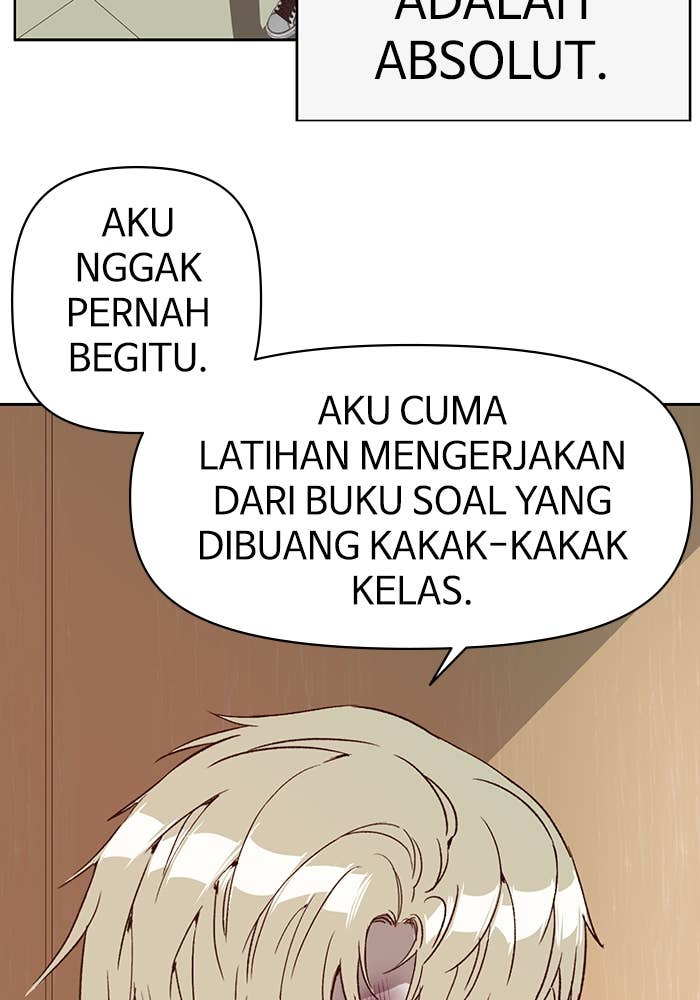 ADALAH
ABSOLUT.
AKU
NGGAK
PERNAH
BEGITU.
AKU CUMA
LATIHAN MENGERJAKAN
DARI BUKU SOAL YANG
DIBUANG KAKAK-KAKAK
KELAS.